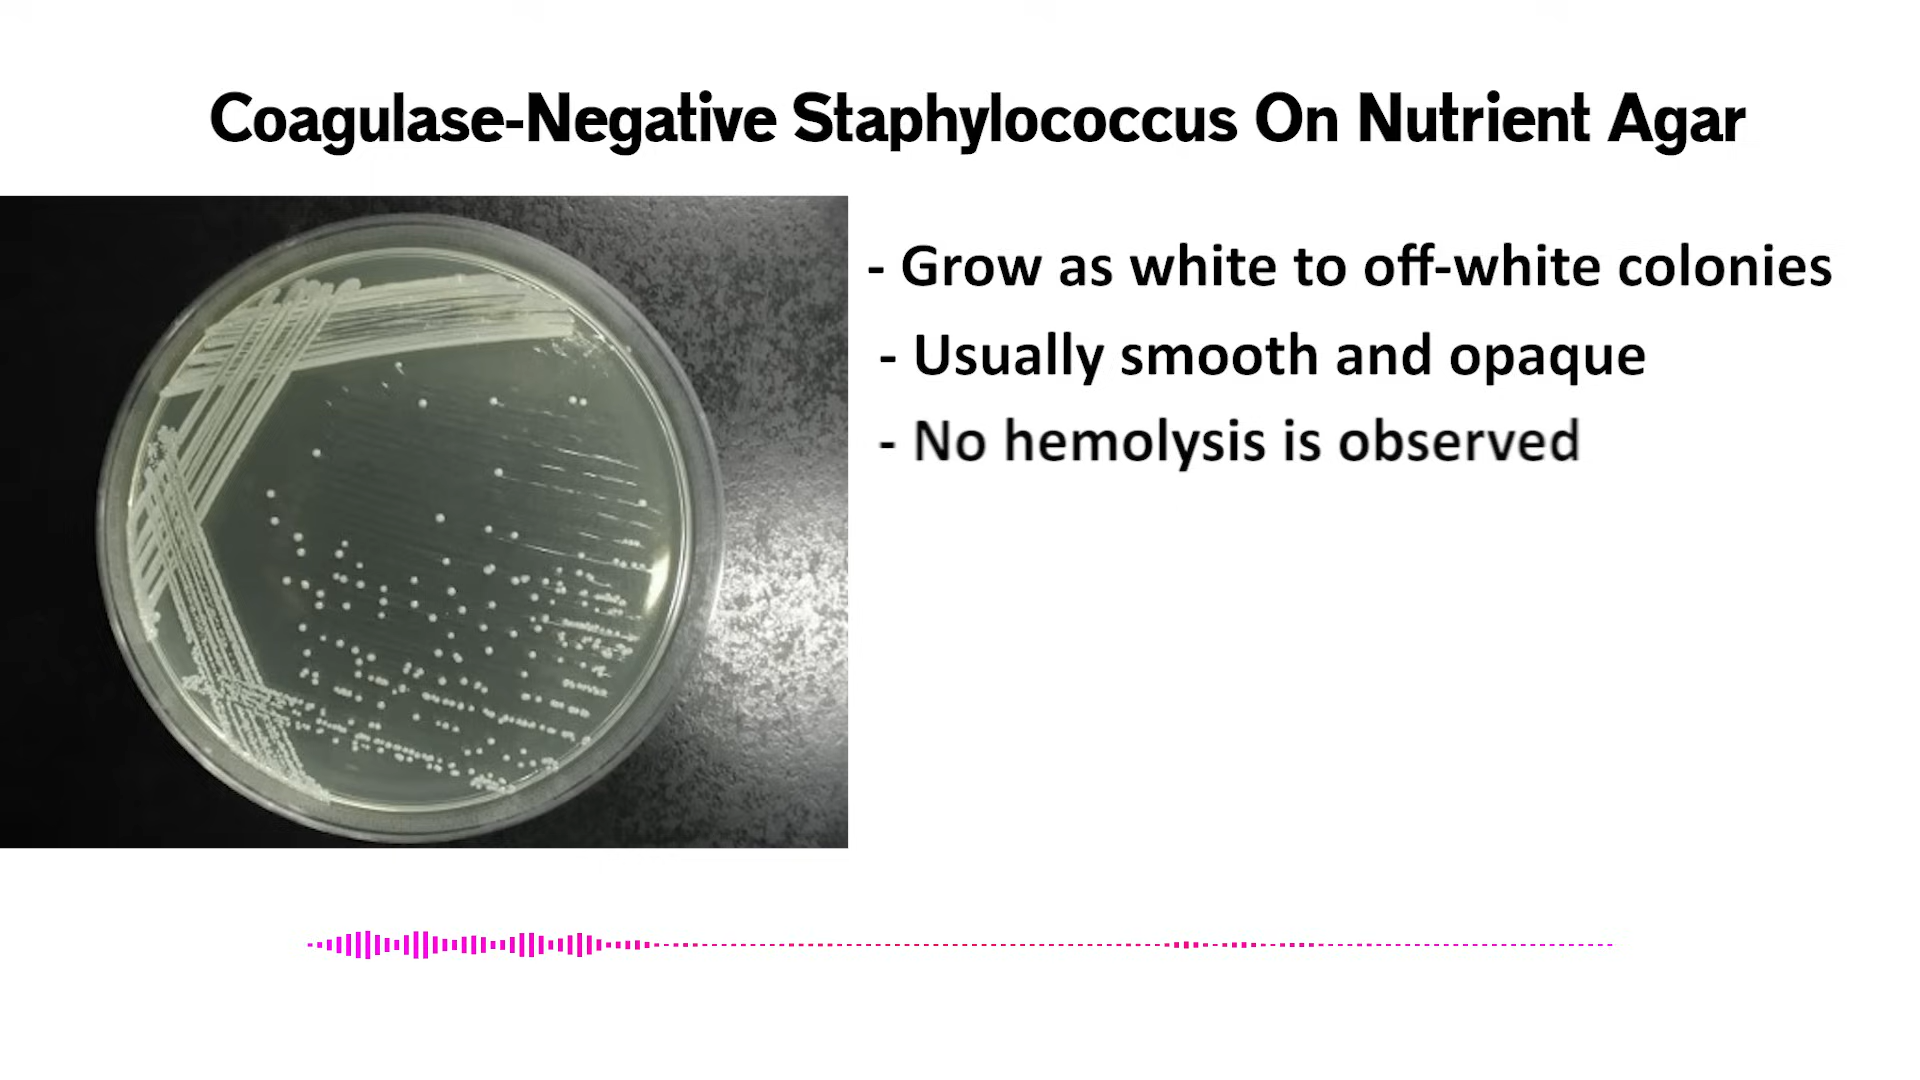 Coagulase-Negative Staphylococcus On Nutrient Agar
- Grow as white to off-white colonies
- Usually smooth and opaque
- No hemolysis is observed